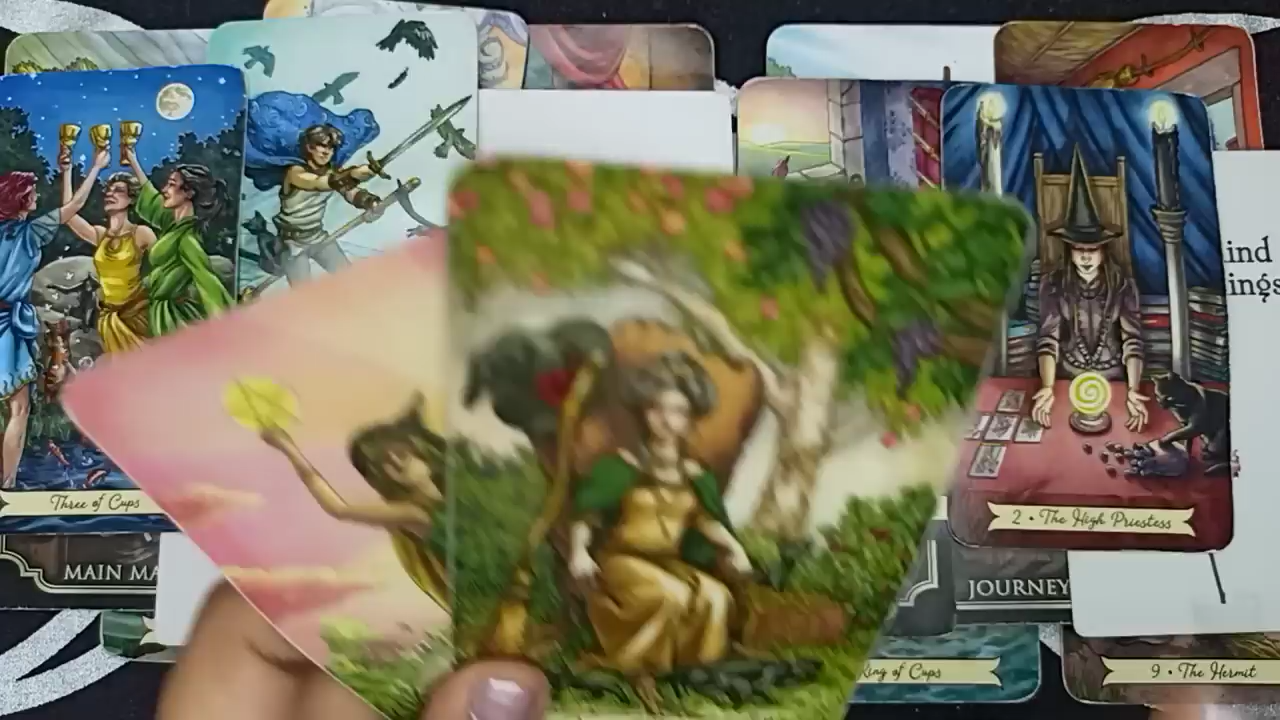 ind
ings
Three of Cups
2 • The High Priestess
MAIN MA
JOURNEY
King of Cups
9 • The Hermit